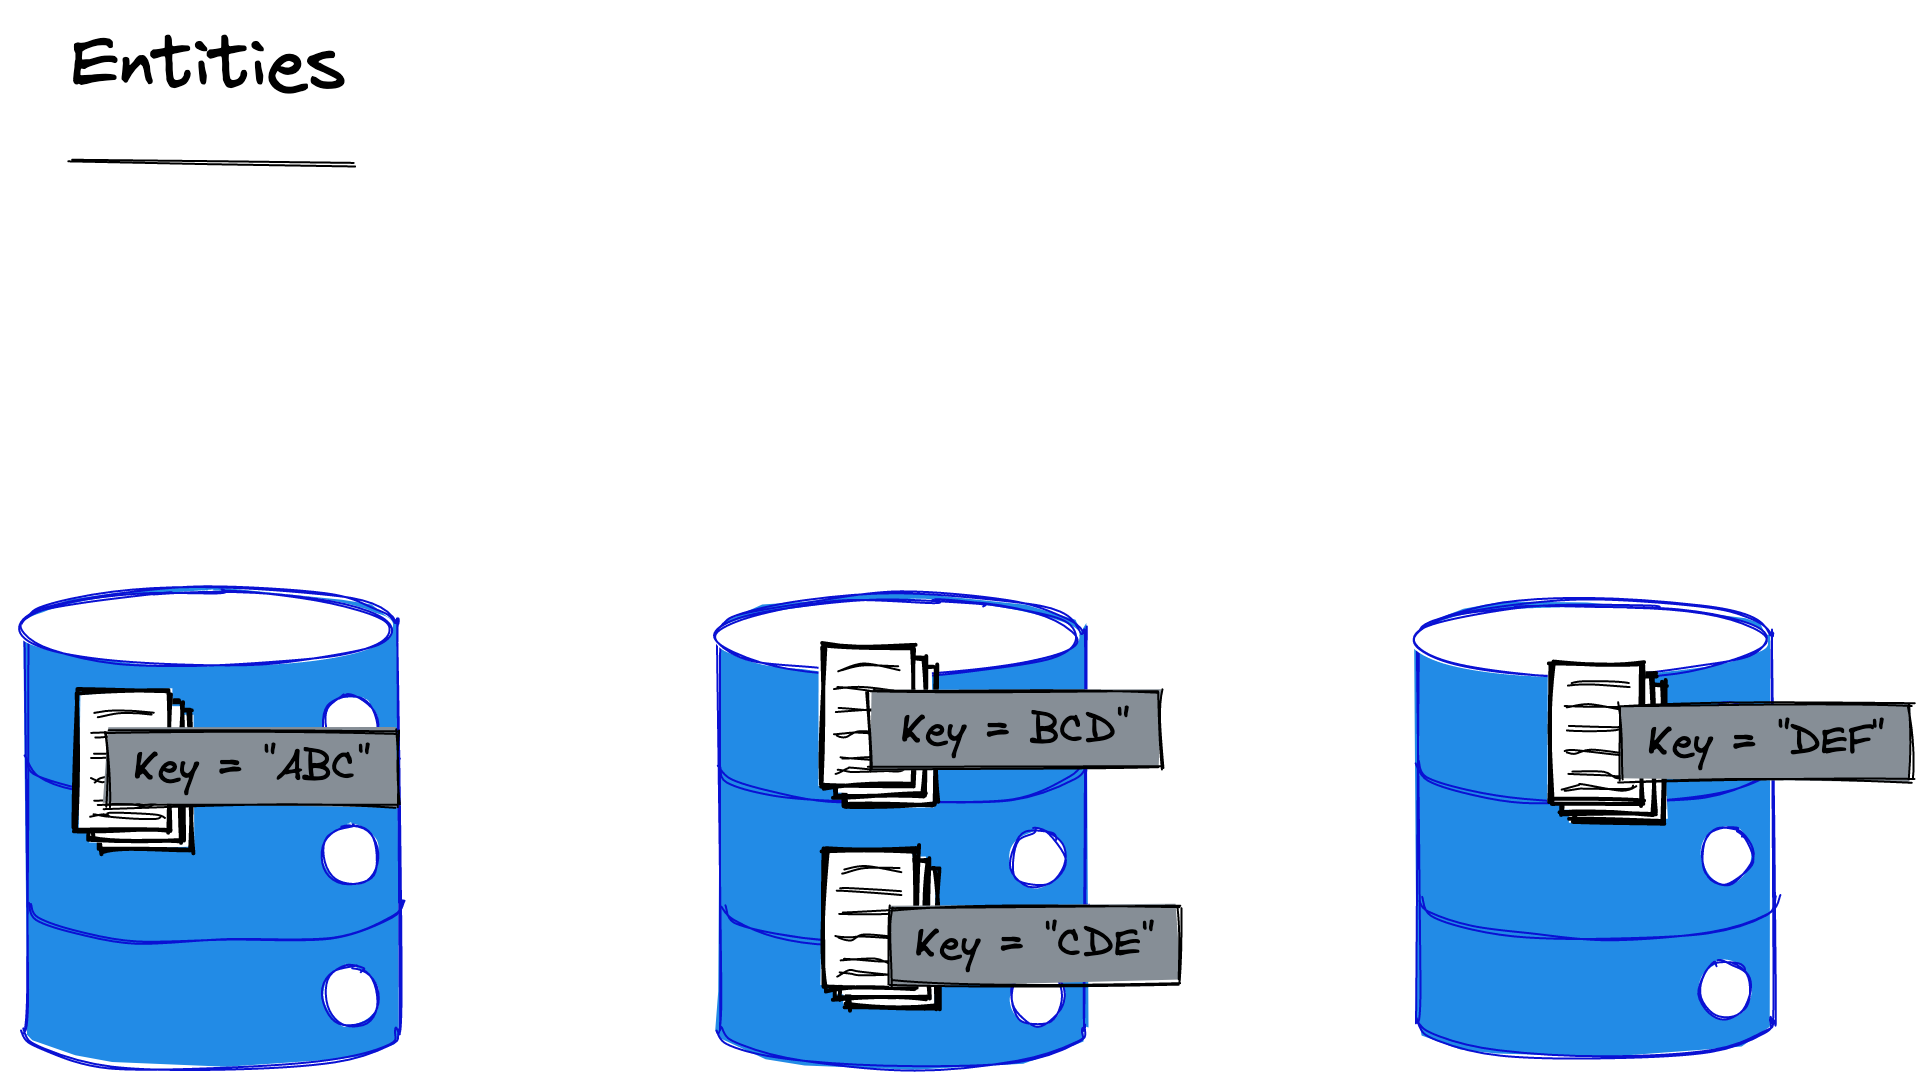 Entities
Key = "ABC"
Key = BCD"
Key = "DEF"
Key = "CDE"